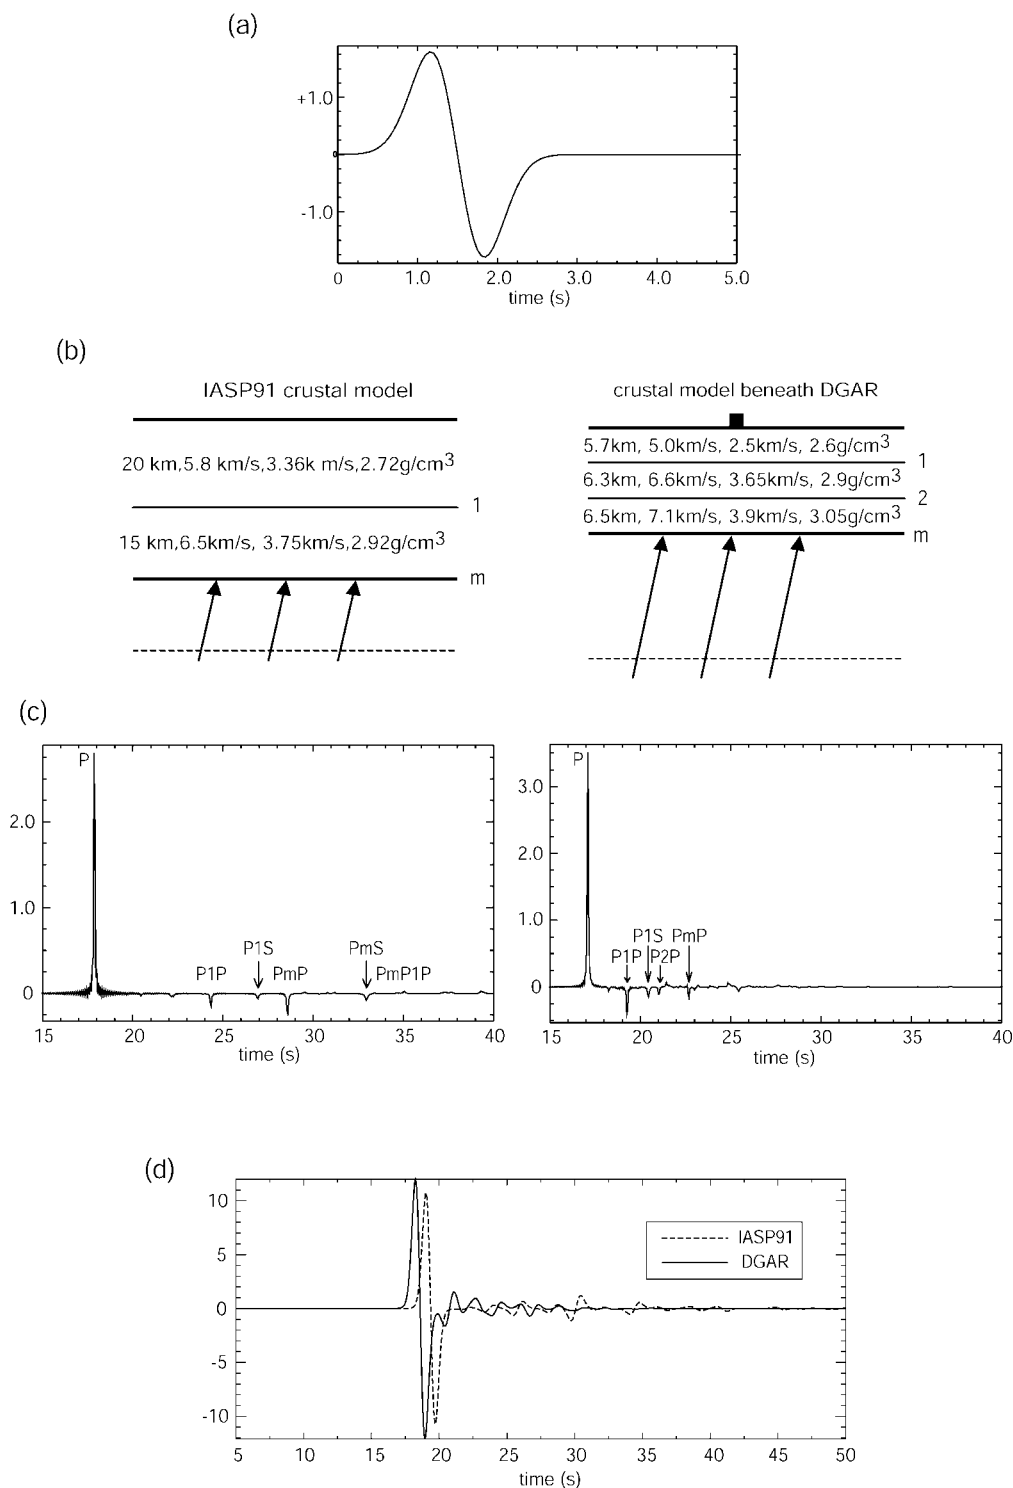 (a)
+1.0
0
-1.0
0 1.0 2.0 3.0 4.0 5.0
time (s)
(b)
IASP91 crustal model
20 km,5.8 km/s,3.36k m/s,2.72g/cm3
1
15 km,6.5km/s, 3.75km/s,2.92g/cm3
m
crustal model beneath DGAR
5.7km, 5.0km/s, 2.5km/s, 2.6g/cm3
1
6.3km, 6.6km/s, 3.65km/s, 2.9g/cm3
2
6.5km, 7.1km/s, 3.9km/s, 3.05g/cm3
m
(c)
P
2.0
1.0
P1S PmS
P1P PmP PmP1P
0
15 20 25 30 35 40
time (s)
P
3.0
2.0
1.0
P1S PmP
P1P P2P
0
15 20 25 30 35 40
time (s)
(d)
10
5
0
-5
-10
IASP91
DGAR
5 10 15 20 25 30 35 40 45 50
time (s)